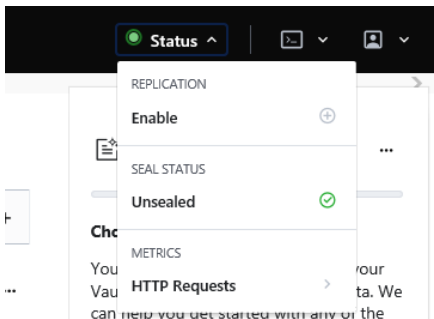 Status
REPLICATION
Enable
SEAL STATUS
Unsealed
METRICS
HTTP Requests
Cho
You your
Vau ta. We
can help you get started with any of the